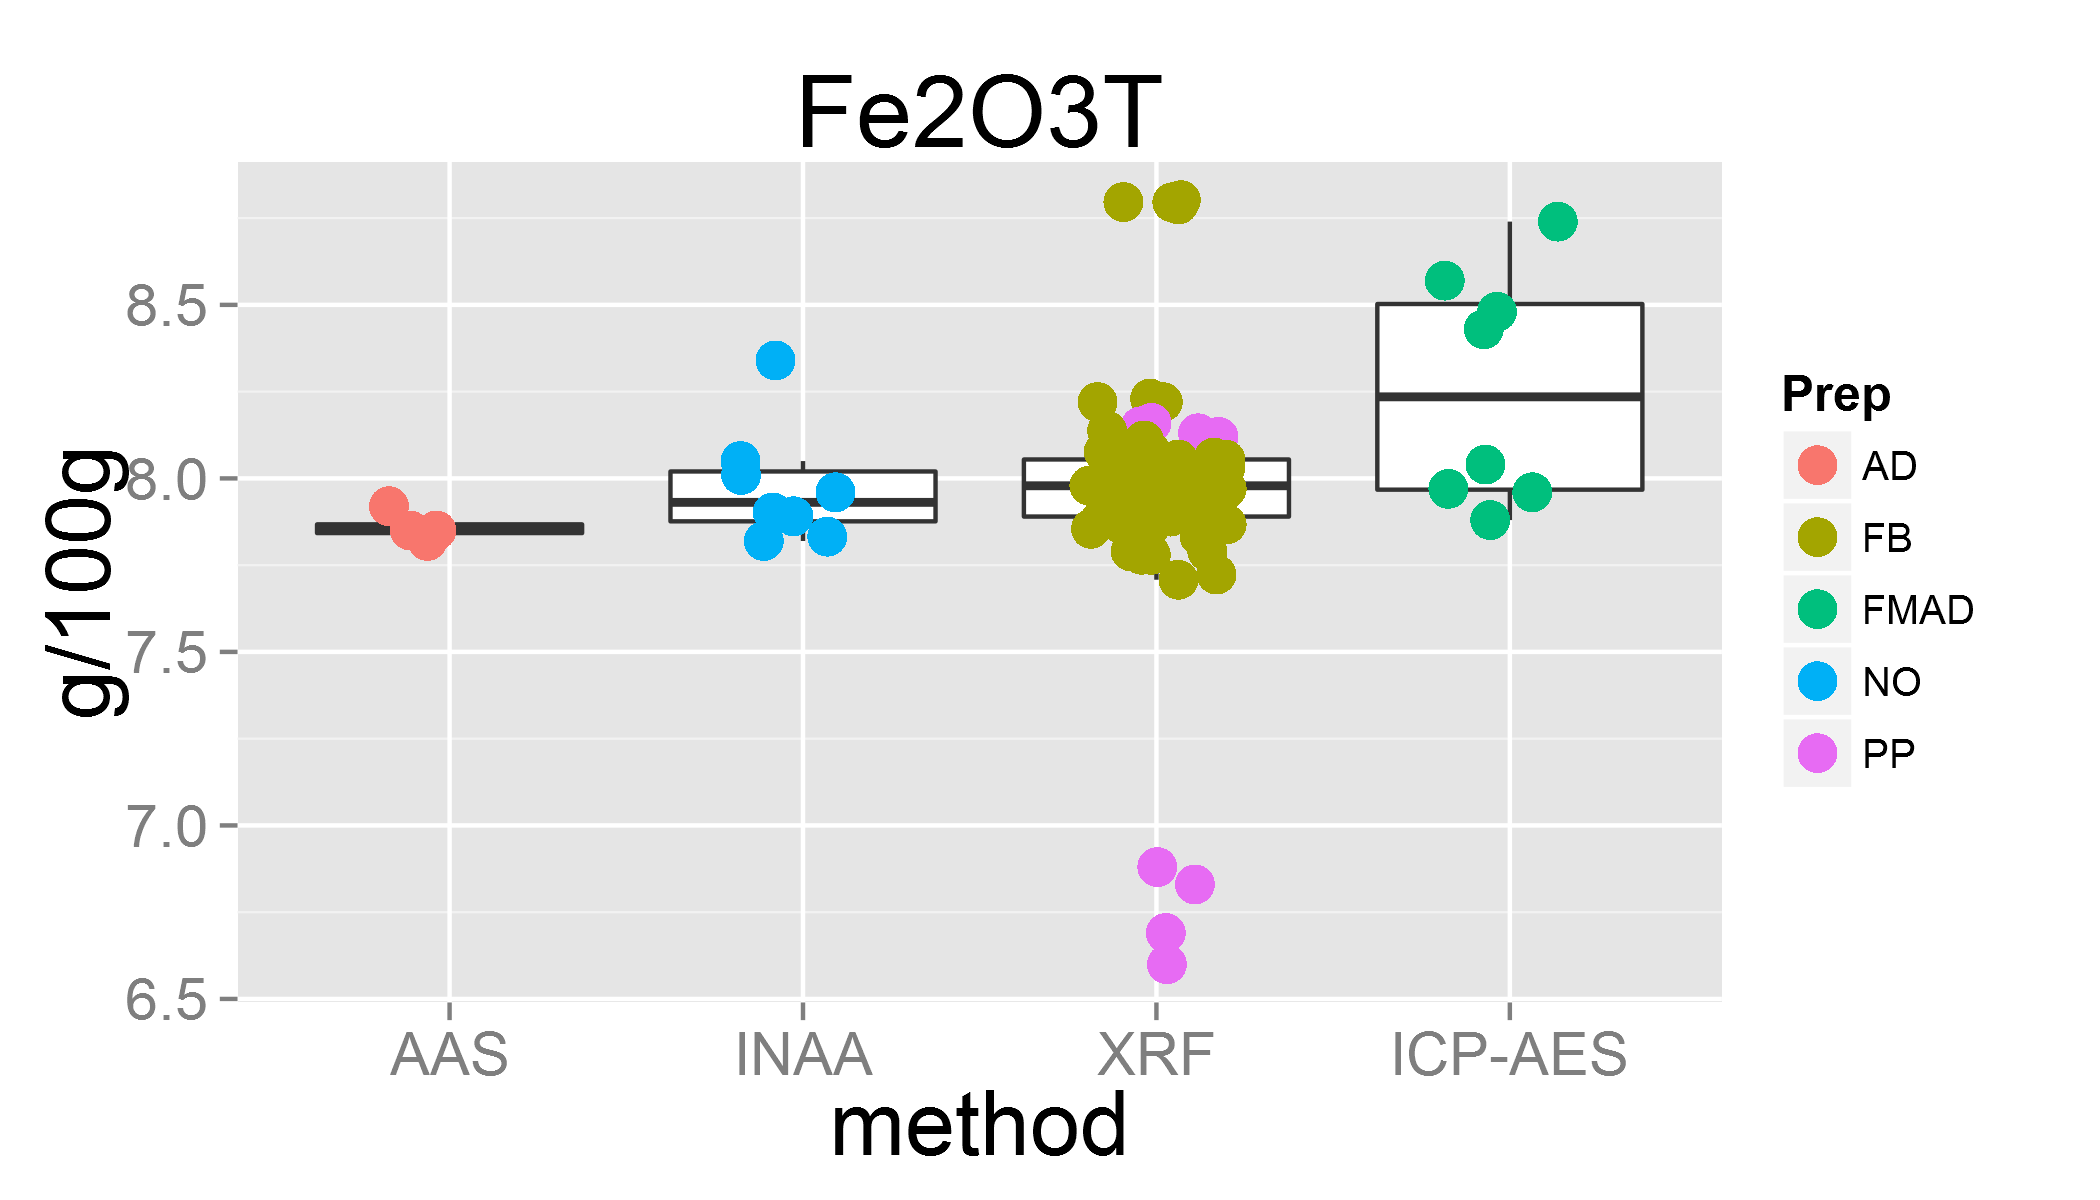 Fe2O3T
g/100g
8.5
8.0
7.5
7.0
6.5
AAS
INAA
XRF
ICP-AES
method
Prep
AD
FB
FMAD
NO
PP